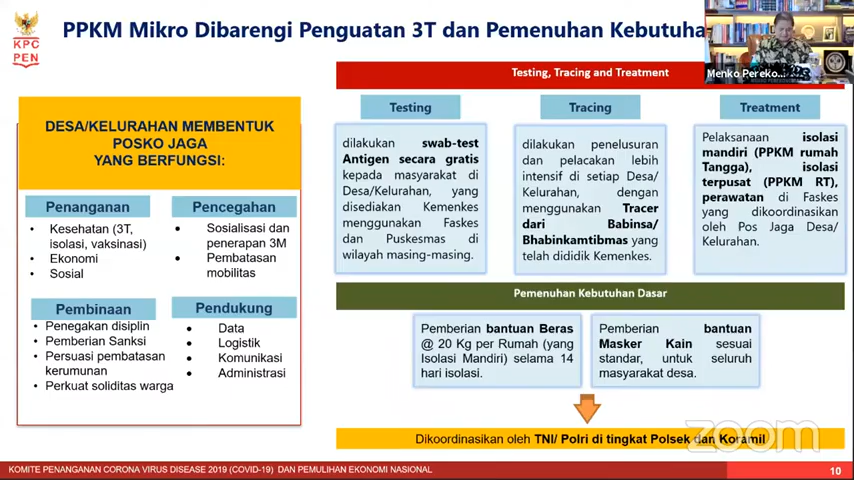 KPC
PEN
PPKM Mikro Dibarengi Penguatan 3T dan Pemenuhan Kebutuha
Menko Pereko...
DESA/KELURAHAN MEMBENTUK
POSKO JAGA
YANG BERFUNGSI:
Penanganan
• Kesehatan (3T,
isolasi, vaksinasi)
• Ekonomi
• Sosial
Pencegahan
• Sosialisasi dan
penerapan 3M
• Pembatasan
mobilitas
Pembinaan
• Penegakan disiplin
• Pemberian Sanksi
• Persuasi pembatasan
kerumunan
• Perkuat soliditas warga
Pendukung
• Data
• Logistik
• Komunikasi
• Administrasi
Testing, Tracing and Treatment
Testing
dilakukan swab-test
Antigen secara gratis
kepada masyarakat di
Desa/Kelurahan, yang
disediakan Kemenkes
menggunakan Faskes
dan Puskesmas di
wilayah masing-masing.
Tracing
dilakukan penelusuran
dan pelacakan lebih
intensif di setiap Desa/
Kelurahan, dengan
menggunakan Tracer
dari Babinsa/
Bhabinkamtibmas yang
telah dididik Kemenkes.
Treatment
Pelaksanaan isolasi
mandiri (PPKM rumah
Tangga), isolasi
terpusat (PPKM RT),
perawatan di Faskes
yang dikoordinasikan
oleh Pos Jaga Desa/
Kelurahan.
Pemenuhan Kebutuhan Dasar
Pemberian bantuan Beras
@ 20 Kg per Rumah (yang
Isolasi Mandiri) selama 14
hari isolasi.
Pemberian bantuan
Masker Kain sesuai
standar, untuk seluruh
masyarakat desa.
Dikoordinasikan oleh TNI/ Polri di tingkat Polsek dan Koramil
zoom
KOMITE PENANGANAN CORONA VIRUS DISEASE 2019 (COVID-19) DAN PEMULIHAN EKONOMI NASIONAL
10